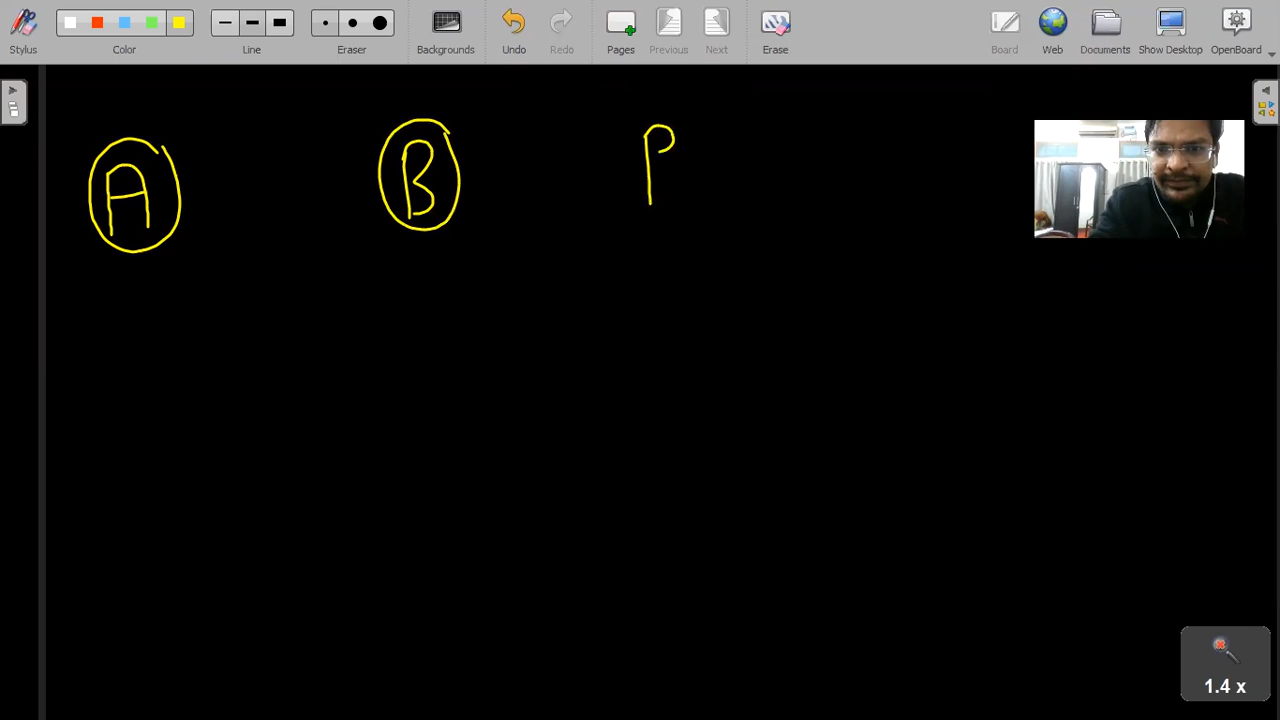 Stylus Color Line Eraser Backgrounds Undo Redo Pages Previous Next Erase Board Web Documents Show Desktop OpenBoard
A B P
1.4 x